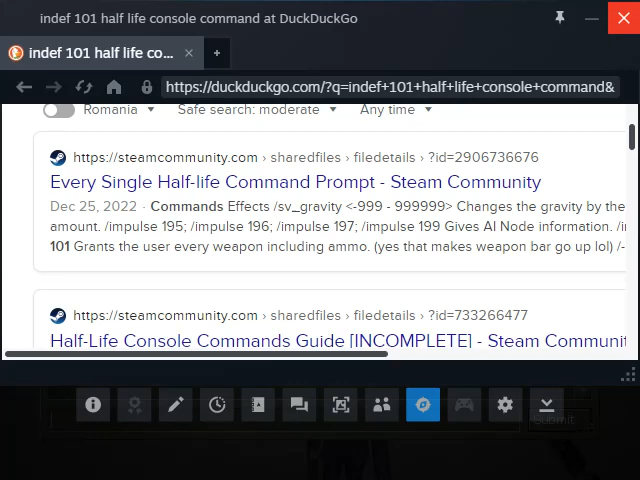 indef 101 half life console command at DuckDuckGo
indef 101 half life co...
https://duckduckgo.com/?q=indef+101+half+life+console+command&
Romania
Safe search: moderate
Any time
https://steamcommunity.com › sharedfiles › filedetails › ?id=2906736676
Every Single Half-life Command Prompt - Steam Community
Dec 25, 2022 · Commands Effects /sv_gravity <-999 - 999999> Changes the gravity by the
amount. /impulse 195; /impulse 196; /impulse 197; /impulse 199 Gives AI Node information. /i
101 Grants the user every weapon including ammo. (yes that makes weapon bar go up lol) /-
https://steamcommunity.com › sharedfiles › filedetails › ?id=733266477
Half-Life Console Commands Guide [INCOMPLETE] - Steam Communit
Submit